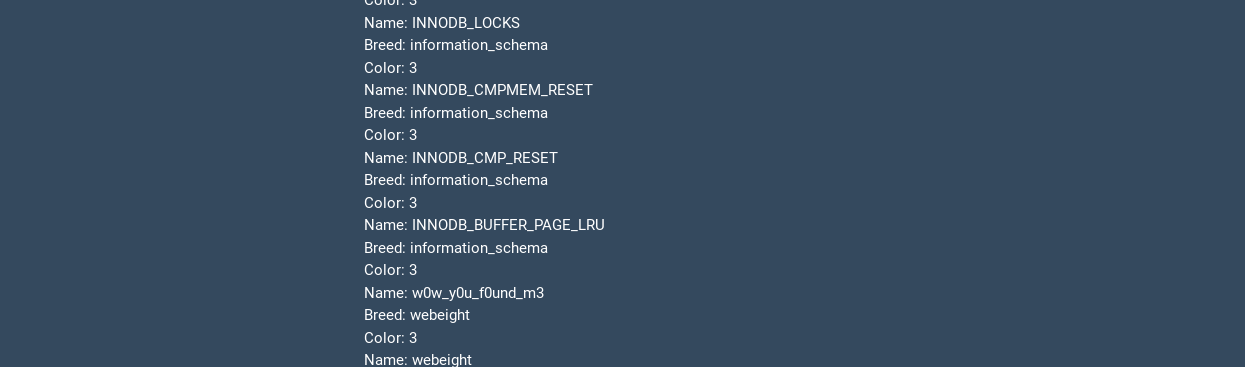 Color: 3
Name: INNODB_LOCKS
Breed: information_schema
Color: 3
Name: INNODB_CMPMEM_RESET
Breed: information_schema
Color: 3
Name: INNODB_CMP_RESET
Breed: information_schema
Color: 3
Name: INNODB_BUFFER_PAGE_LRU
Breed: information_schema
Color: 3
Name: w0w_y0u_f0und_m3
Breed: webeight
Color: 3
Name: webeight